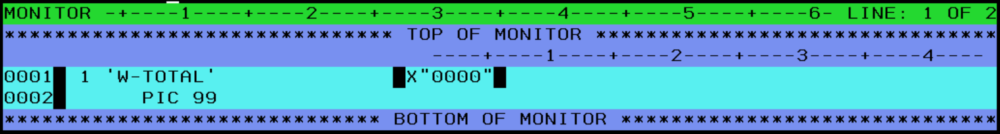 MONITOR -+----1----+----2----+----3----+----4----+----5----+----6- LINE: 1 OF 2
******************************* TOP OF MONITOR ********************************
----+----1----+----2----+----3----+----4----
0001 1 'W-TOTAL' X"0000"
0002 PIC 99
****************************** BOTTOM OF MONITOR ******************************